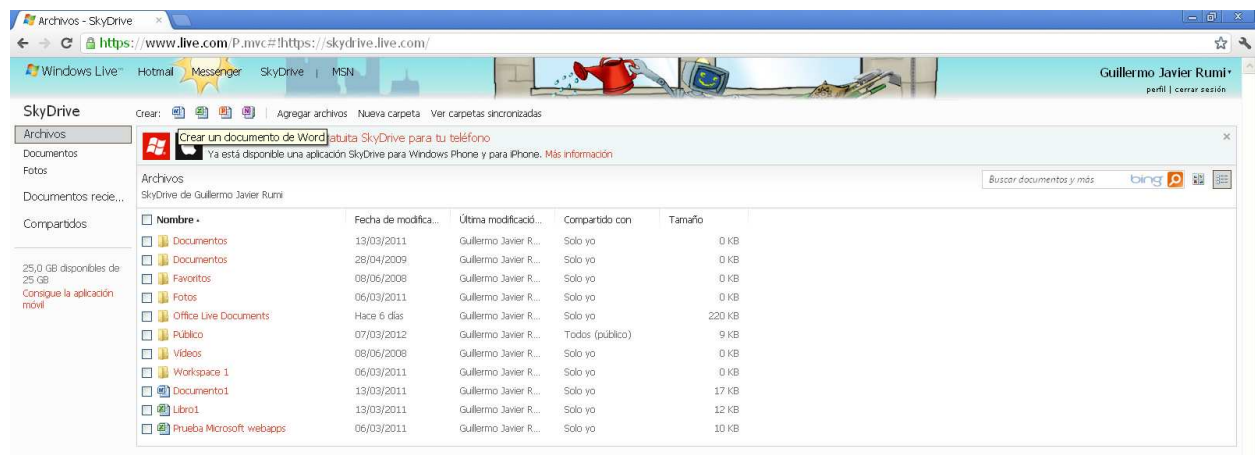 Archivos - SkyDrive
https://www.live.com/P.mvc#!https://skydrive.live.com/
Windows Live™ Hotmail Messenger SkyDrive | MSN
Guillermo Javier Rumi
perfil | cerrar sesión
SkyDrive
Crear: Agregar archivos Nueva carpeta Ver carpetas sincronizadas
Archivos
Documentos
Fotos
Documentos recie...
Compartidos
25,0 GB disponibles de
25 GB
Consigue la aplicación
móvil
Crear un documento de Word
atuita SkyDrive para tu teléfono
Ya está disponible una aplicación SkyDrive para Windows Phone y para iPhone. Más información
Archivos
SkyDrive de Guillermo Javier Rumi
Buscar documentos y más bing
Nombre Fecha de modifica... Última modificació... Compartido con Tamaño
Documentos 13/03/2011 Guillermo Javier R... Solo yo 0 KB
Documentos 28/04/2009 Guillermo Javier R... Solo yo 0 KB
Favoritos 08/06/2008 Guillermo Javier R... Solo yo 0 KB
Fotos 06/03/2011 Guillermo Javier R... Solo yo 0 KB
Office Live Documents Hace 6 días Guillermo Javier R... Solo yo 220 KB
Público 07/03/2012 Guillermo Javier R... Todos (público) 9 KB
Vídeos 08/06/2008 Guillermo Javier R... Solo yo 0 KB
Workspace 1 06/03/2011 Guillermo Javier R... Solo yo 0 KB
Documento1 13/03/2011 Guillermo Javier R... Solo yo 17 KB
Libro1 13/03/2011 Guillermo Javier R... Solo yo 12 KB
Prueba Microsoft webapps 06/03/2011 Guillermo Javier R... Solo yo 10 KB